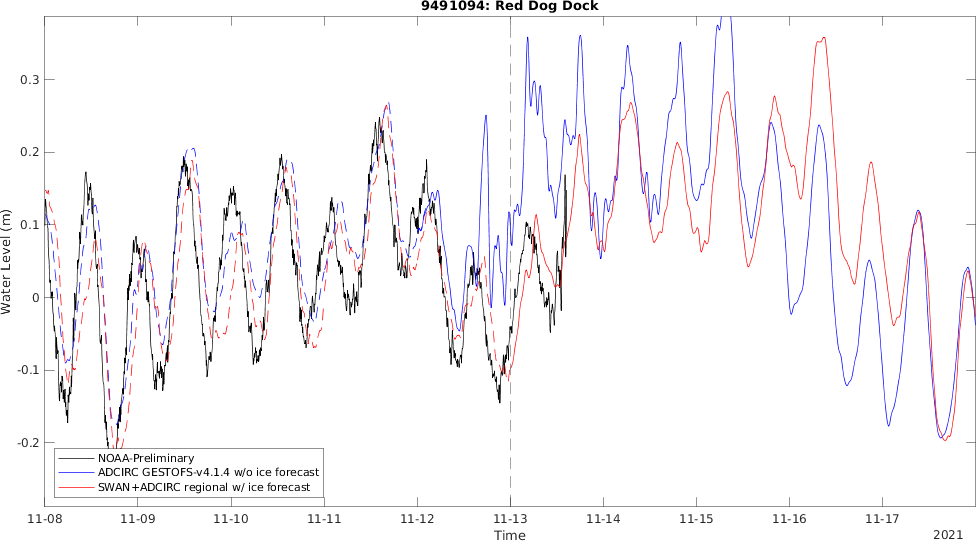 9491094: Red Dog Dock
Water Level (m)
0.3
0.2
0.1
0
-0.1
-0.2
NOAA-Preliminary
ADCIRC GESTOFS-v4.1.4 w/o ice forecast
SWAN+ADCIRC regional w/ ice forecast
11-08 11-09 11-10 11-11 11-12 11-13 11-14 11-15 11-16 11-17
Time
2021